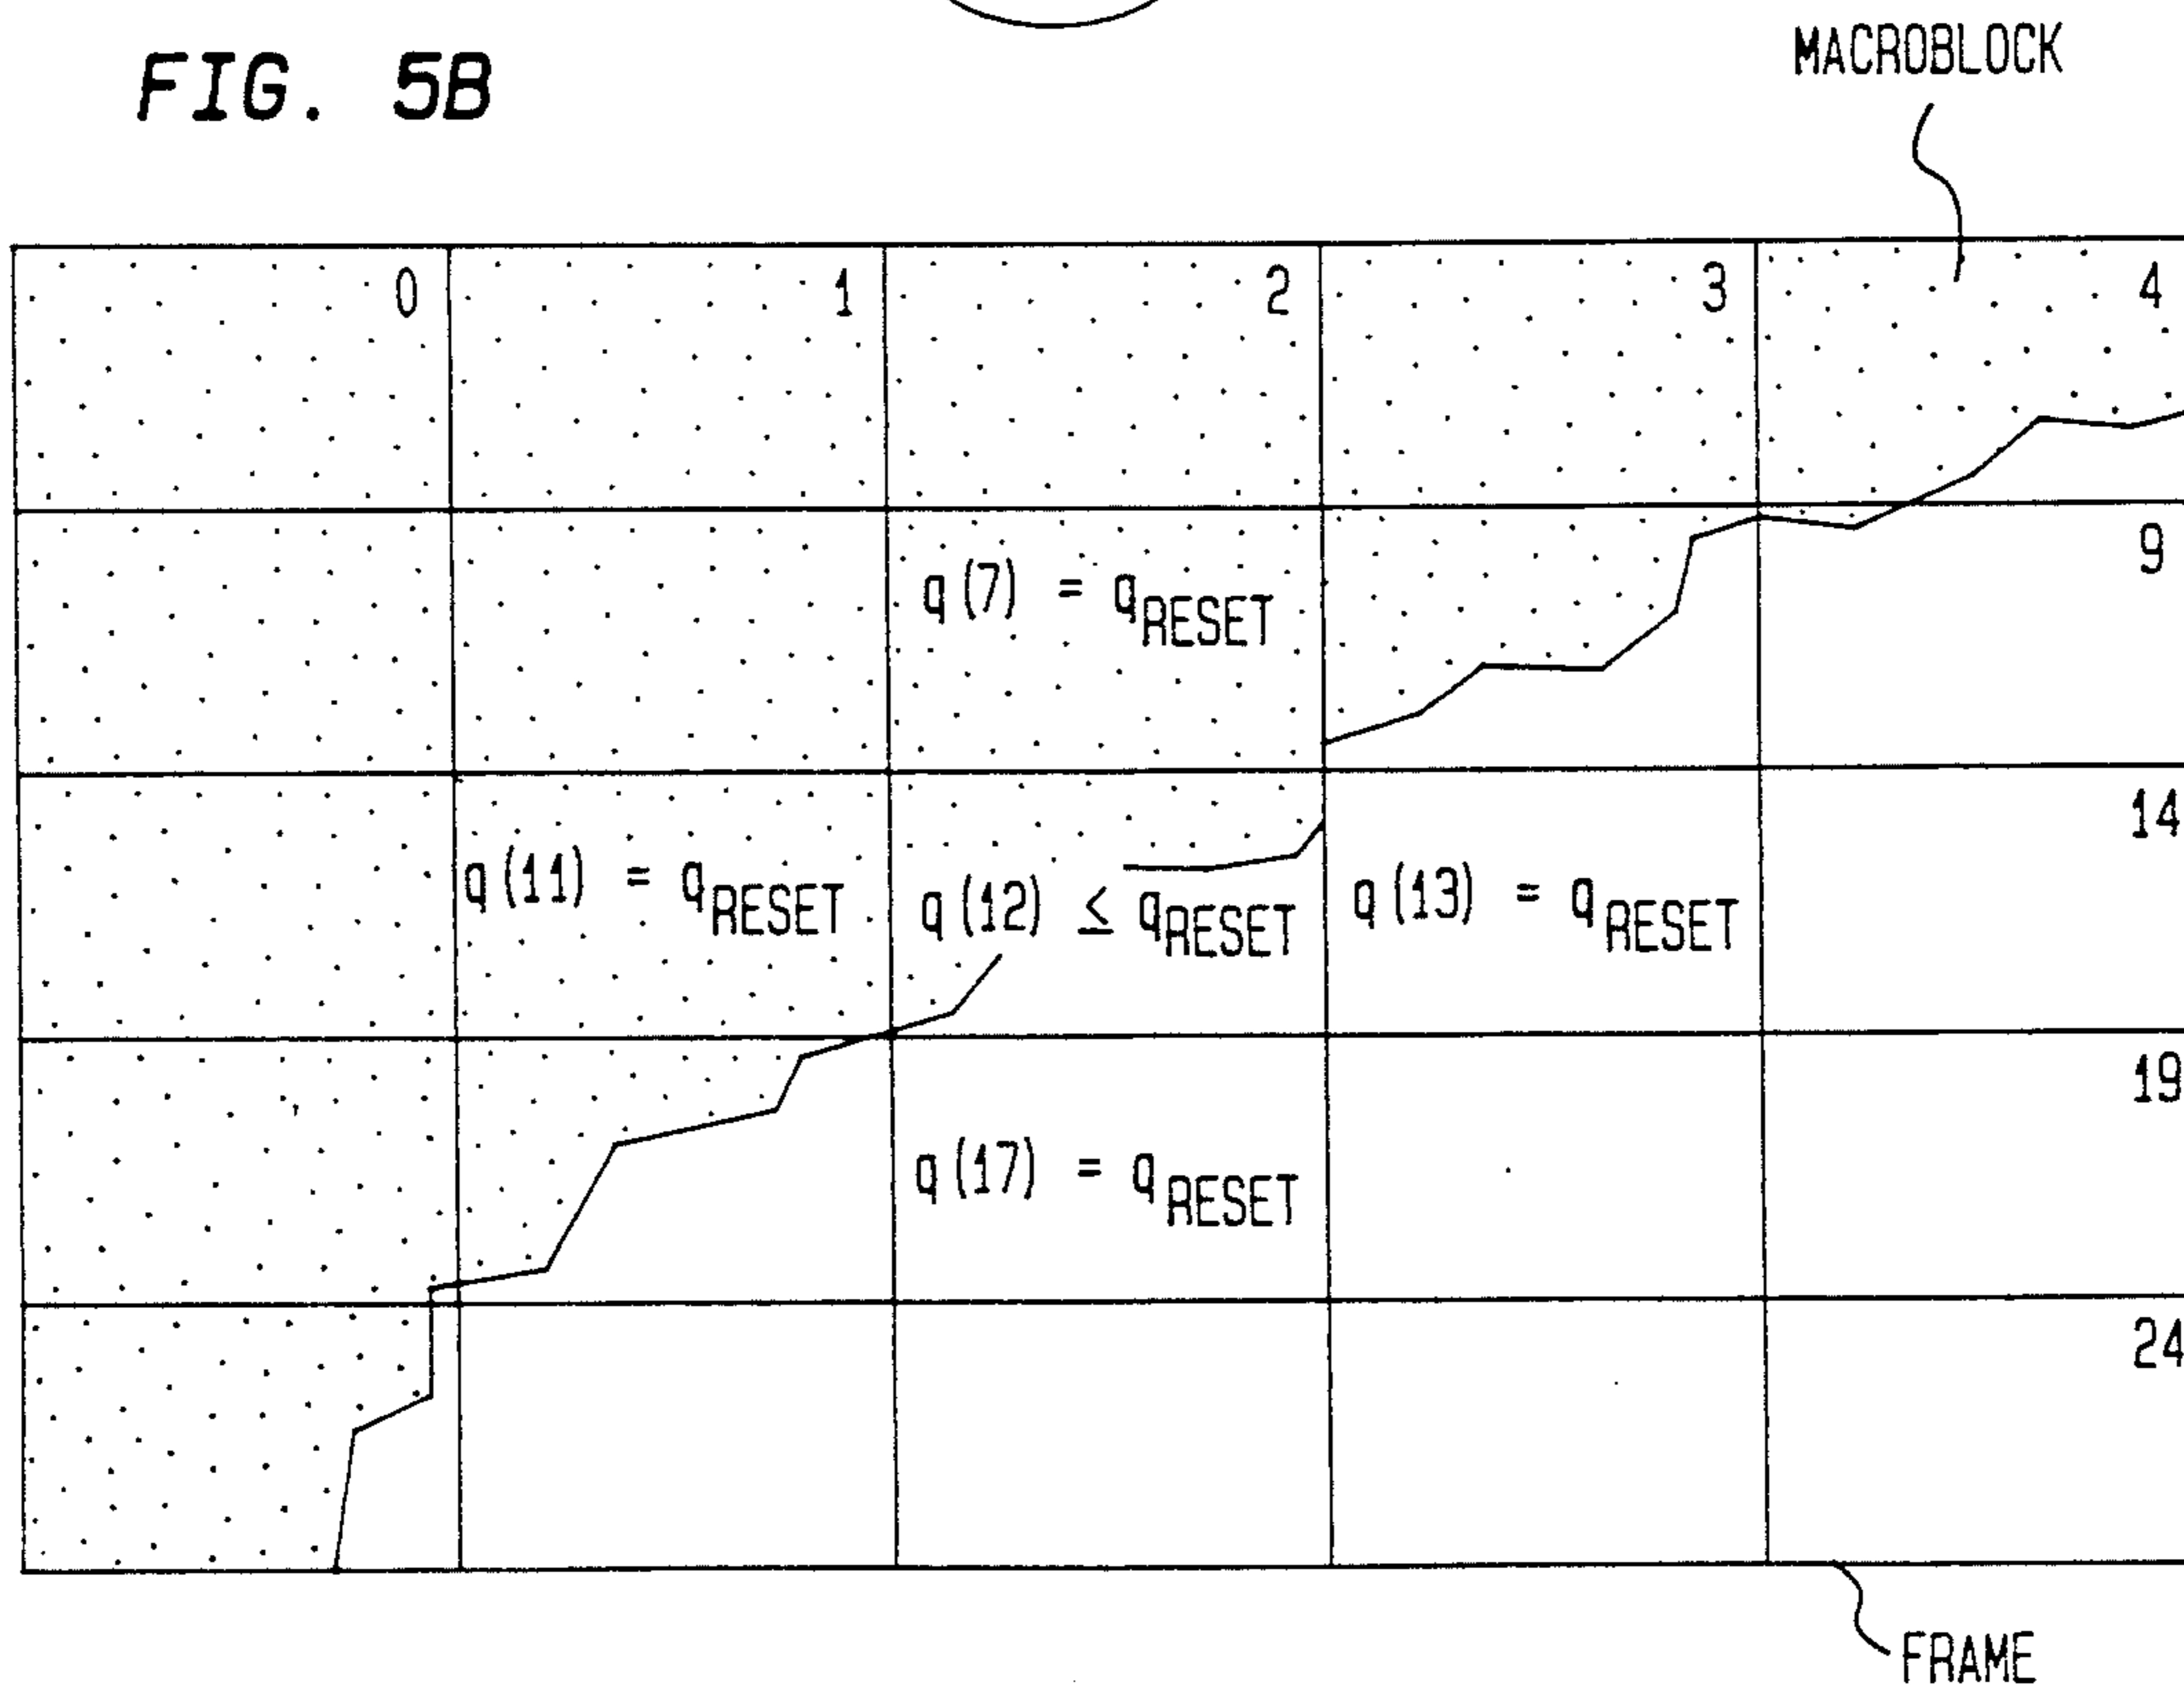 FIG. 5B
MACROBLOCK
0 1 2 3 4
q(7) = qRESET
9
14
q(11) = qRESET
q(12) ≤ qRESET
q(13) = qRESET
19
q(17) = qRESET
24
FRAME